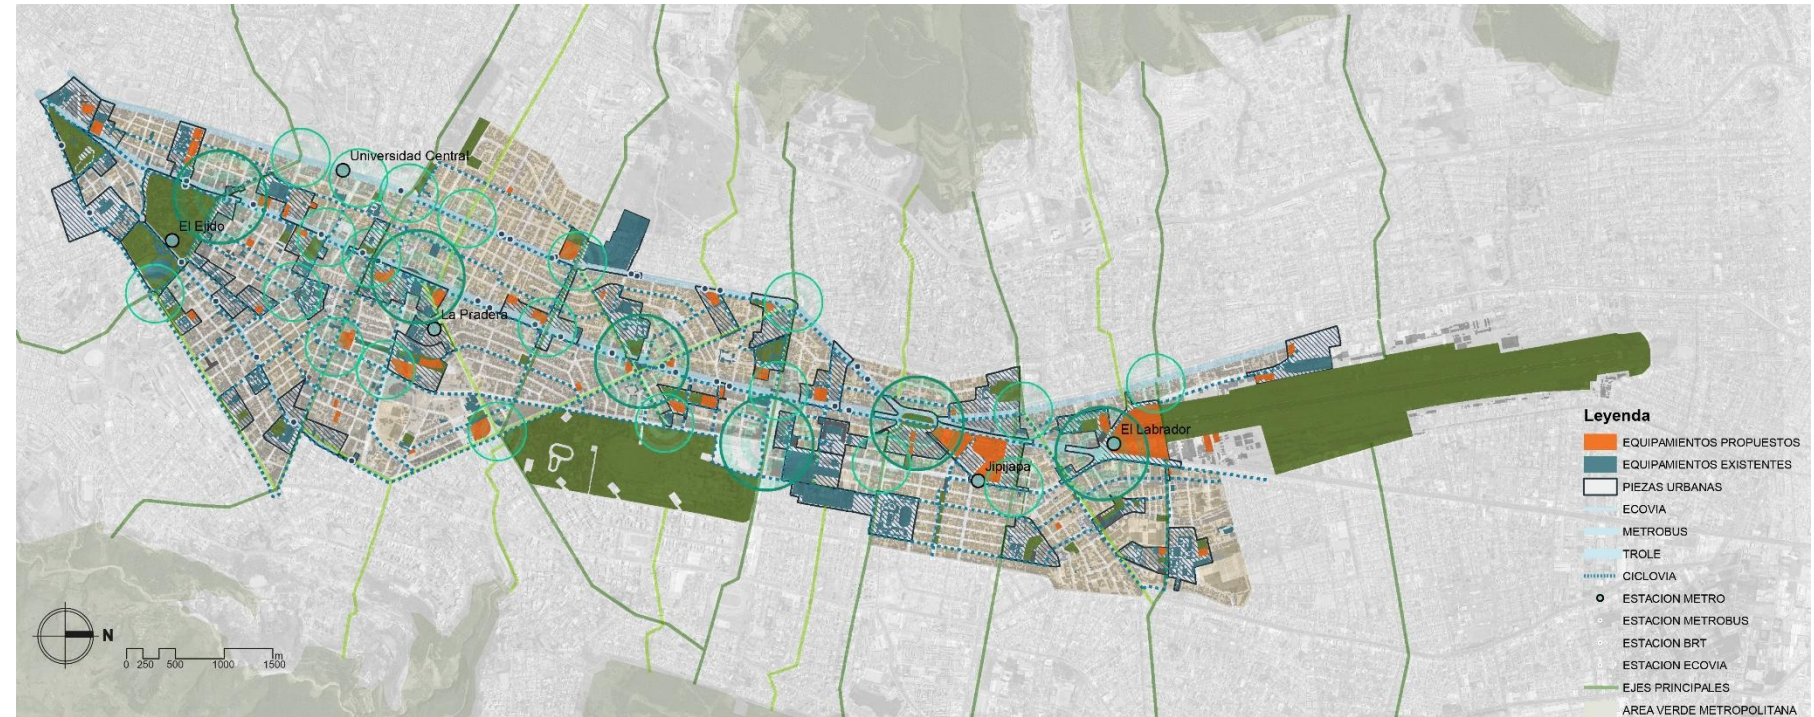 Universidad Central
El Ejido
La Pradera
El Labrador
Jipijapa
N
0 250 500 1000 1500
m
Leyenda
EQUIPAMIENTOS PROPUESTOS
EQUIPAMIENTOS EXISTENTES
PIEZAS URBANAS
ECOVIA
METROBUS
TROLE
CICLOVIA
ESTACION METRO
ESTACION METROBUS
ESTACION BRT
ESTACION ECOVIA
EJES PRINCIPALES
AREA VERDE METROPOLITANA